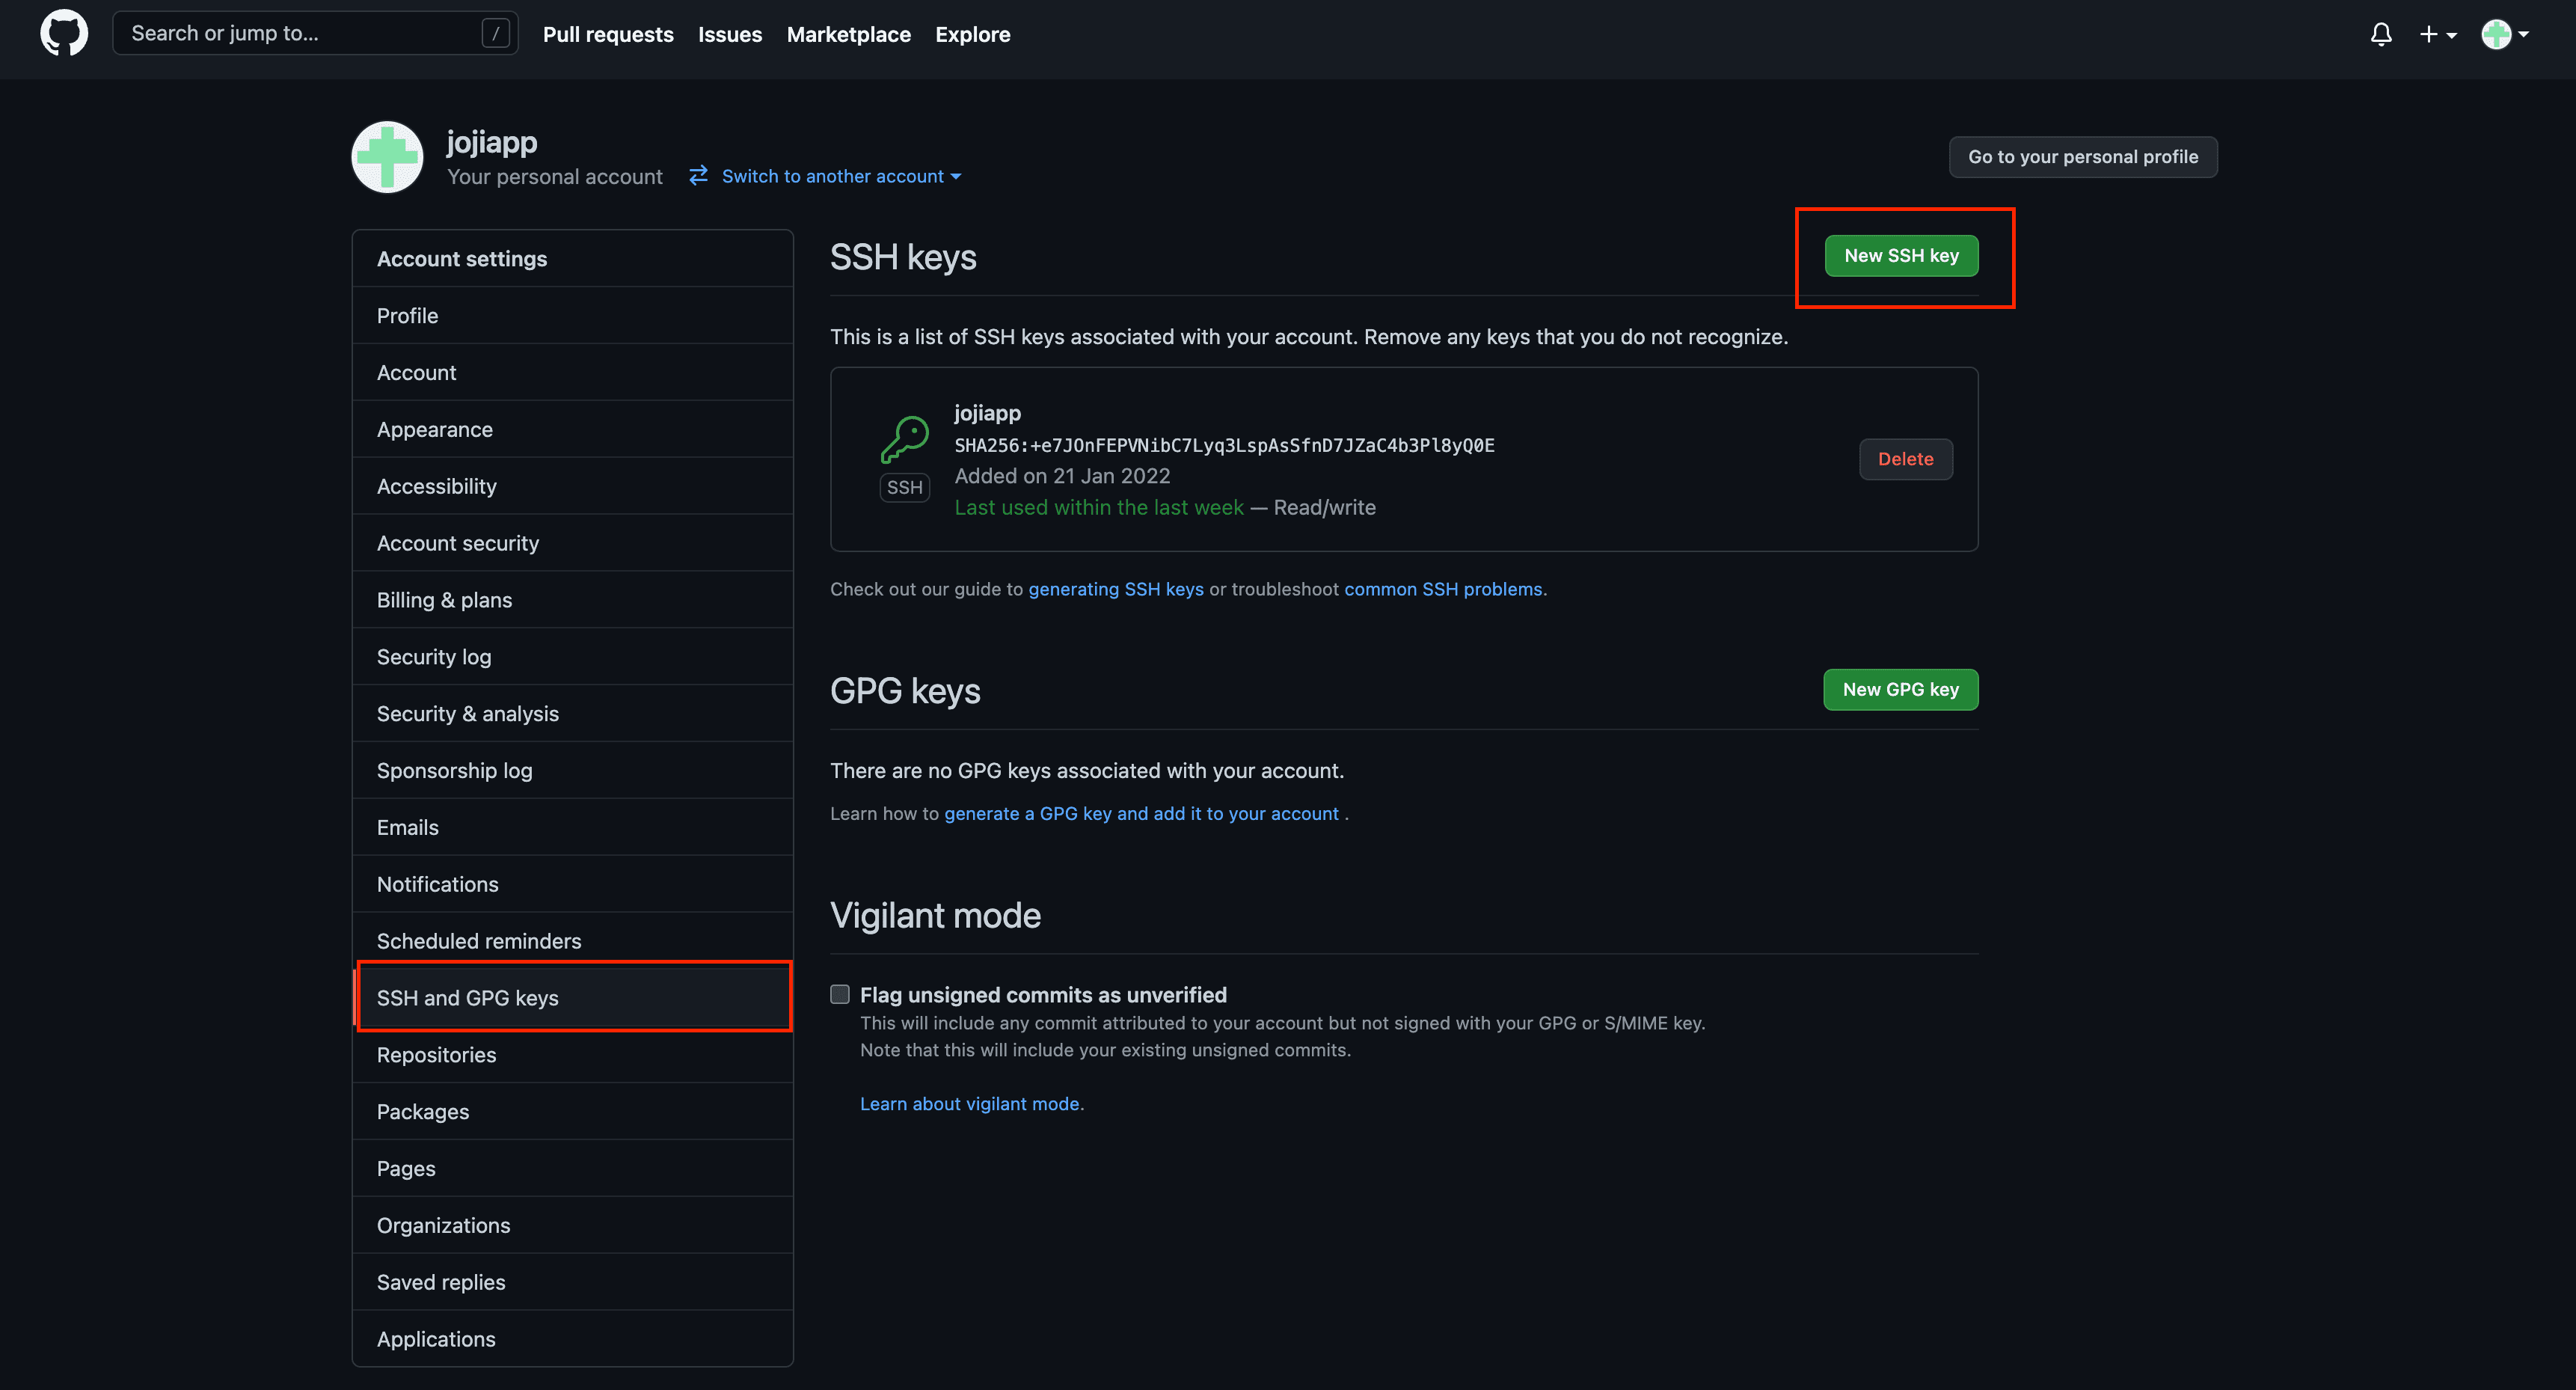 Search or jump to...
/
Pull requests
Issues
Marketplace
Explore
jojiapp
Your personal account
Switch to another account
Go to your personal profile
Account settings
Profile
Account
Appearance
Accessibility
Account security
Billing & plans
Security log
Security & analysis
Sponsorship log
Emails
Notifications
Scheduled reminders
SSH and GPG keys
Repositories
Packages
Pages
Organizations
Saved replies
Applications
SSH keys
New SSH key
This is a list of SSH keys associated with your account. Remove any keys that you do not recognize.
jojiapp
SHA256:+e7JOnFEPVNibC7Lyq3LspAsSfnD7JZaC4b3Pl8yQ0E
Added on 21 Jan 2022
Last used within the last week — Read/write
SSH
Delete
Check out our guide to generating SSH keys or troubleshoot common SSH problems.
GPG keys
New GPG key
There are no GPG keys associated with your account.
Learn how to generate a GPG key and add it to your account .
Vigilant mode
Flag unsigned commits as unverified
This will include any commit attributed to your account but not signed with your GPG or S/MIME key.
Note that this will include your existing unsigned commits.
Learn about vigilant mode.